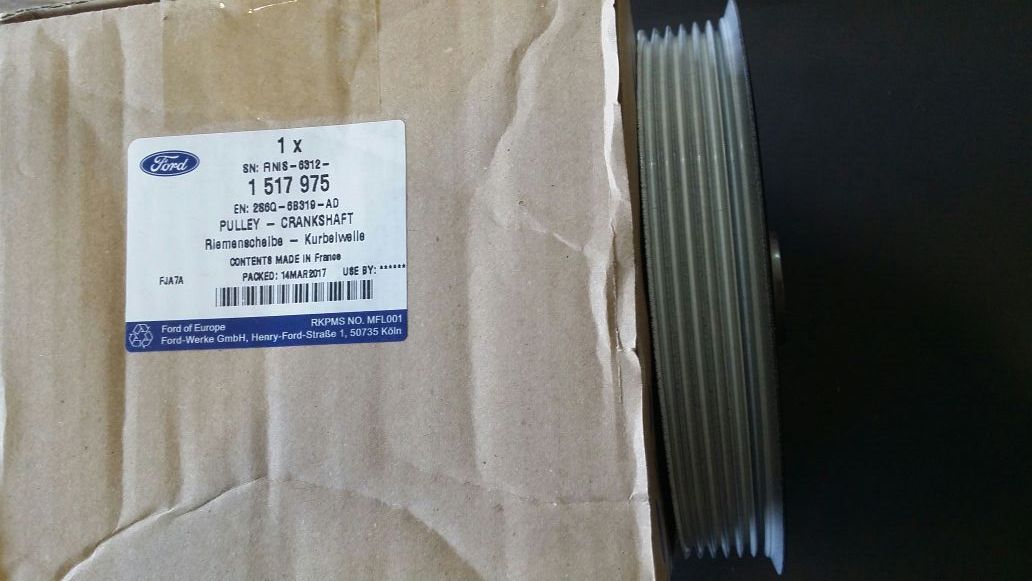 Ford
1 x
SN: RNIS-6312-
1 517 975
EN: 2S6Q-6B319-AD
PULLEY - CRANKSHAFT
Riemenscheibe - Kurbelwelle
CONTENTS MADE IN France
FJA7A PACKED: 14MAR2017 USE BY: ******
Ford of Europe RKPMS NO. MFL001
Ford-Werke GmbH, Henry-Ford-Straße 1, 50735 Köln